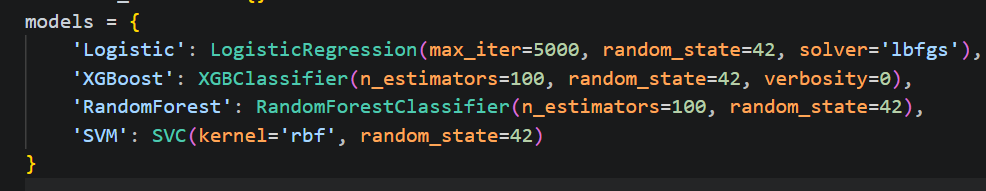 models = {
    'Logistic': LogisticRegression(max_iter=5000, random_state=42, solver='lbfgs'),
    'XGBoost': XGBClassifier(n_estimators=100, random_state=42, verbosity=0),
    'RandomForest': RandomForestClassifier(n_estimators=100, random_state=42),
    'SVM': SVC(kernel='rbf', random_state=42)
}